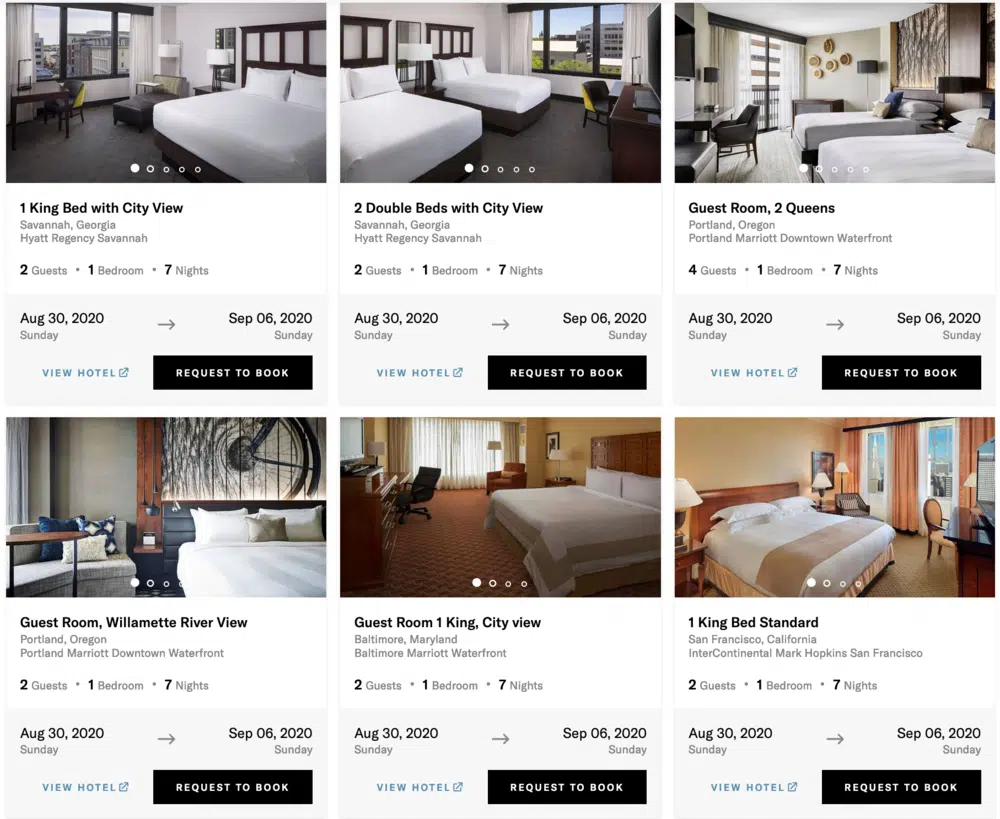 1 King Bed with City View
Savannah, Georgia
Hyatt Regency Savannah
2 Guests • 1 Bedroom • 7 Nights
Aug 30, 2020 → Sep 06, 2020
Sunday Sunday
VIEW HOTEL REQUEST TO BOOK
2 Double Beds with City View
Savannah, Georgia
Hyatt Regency Savannah
2 Guests • 1 Bedroom • 7 Nights
Aug 30, 2020 → Sep 06, 2020
Sunday Sunday
VIEW HOTEL REQUEST TO BOOK
Guest Room, 2 Queens
Portland, Oregon
Portland Marriott Downtown Waterfront
4 Guests • 1 Bedroom • 7 Nights
Aug 30, 2020 → Sep 06, 2020
Sunday Sunday
VIEW HOTEL REQUEST TO BOOK
Guest Room, Willamette River View
Portland, Oregon
Portland Marriott Downtown Waterfront
2 Guests • 1 Bedroom • 7 Nights
Aug 30, 2020 → Sep 06, 2020
Sunday Sunday
VIEW HOTEL REQUEST TO BOOK
Guest Room 1 King, City view
Baltimore, Maryland
Baltimore Marriott Waterfront
2 Guests • 1 Bedroom • 7 Nights
Aug 30, 2020 → Sep 06, 2020
Sunday Sunday
VIEW HOTEL REQUEST TO BOOK
1 King Bed Standard
San Francisco, California
InterContinental Mark Hopkins San Francisco
2 Guests • 1 Bedroom • 7 Nights
Aug 30, 2020 → Sep 06, 2020
Sunday Sunday
VIEW HOTEL REQUEST TO BOOK